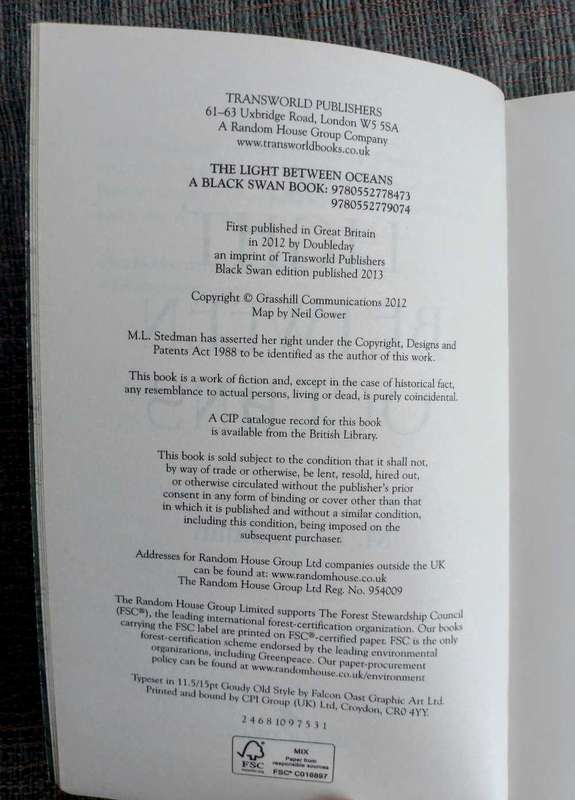 TRANSWORLD PUBLISHERS
61–63 Uxbridge Road, London W5 5SA
A Random House Group Company
www.transworldbooks.co.uk
THE LIGHT BETWEEN OCEANS
A BLACK SWAN BOOK: 9780552778473
9780552779074
First published in Great Britain
in 2012 by Doubleday
an imprint of Transworld Publishers
Black Swan edition published 2013
Copyright © Grasshill Communications 2012
Map by Neil Gower
M.L. Stedman has asserted her right under the Copyright, Designs and
Patents Act 1988 to be identified as the author of this work.
This book is a work of fiction and, except in the case of historical fact,
any resemblance to actual persons, living or dead, is purely coincidental.
A CIP catalogue record for this book
is available from the British Library.
This book is sold subject to the condition that it shall not,
by way of trade or otherwise, be lent, resold, hired out,
or otherwise circulated without the publisher's prior
consent in any form of binding or cover other than that
in which it is published and without a similar condition,
including this condition, being imposed on the
subsequent purchaser.
Addresses for Random House Group Ltd companies outside the UK
can be found at: www.randomhouse.co.uk
The Random House Group Ltd Reg. No. 954009
The Random House Group Limited supports The Forest Stewardship Council
(FSC®), the leading international forest-certification organization. Our books
carrying the FSC label are printed on FSC®-certified paper. FSC is the only
forest-certification scheme endorsed by the leading environmental
organizations, including Greenpeace. Our paper-procurement
policy can be found at www.randomhouse.co.uk/environment
Typeset in 11.5/15pt Goudy Old Style by Falcon Oast Graphic Art Ltd.
Printed and bound by CPI Group (UK) Ltd, Croydon, CR0 4YY.
2 4 6 8 10 9 7 5 3 1
FSC
www.fsc.org
MIX
Paper from
responsible sources
FSC® C016897